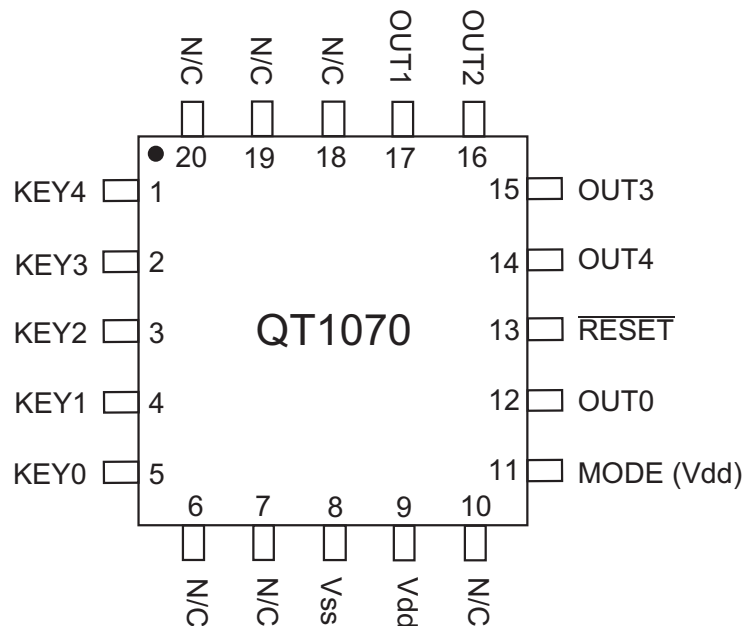 N/C N/C N/C OUT1 OUT2
20 19 18 17 16
KEY4 1 15 OUT3
KEY3 2 14 OUT4
KEY2 3 QT1070 13 RESET
KEY1 4 12 OUT0
KEY0 5 11 MODE (Vdd)
6 7 8 9 10
N/C N/C Vss Vdd N/C